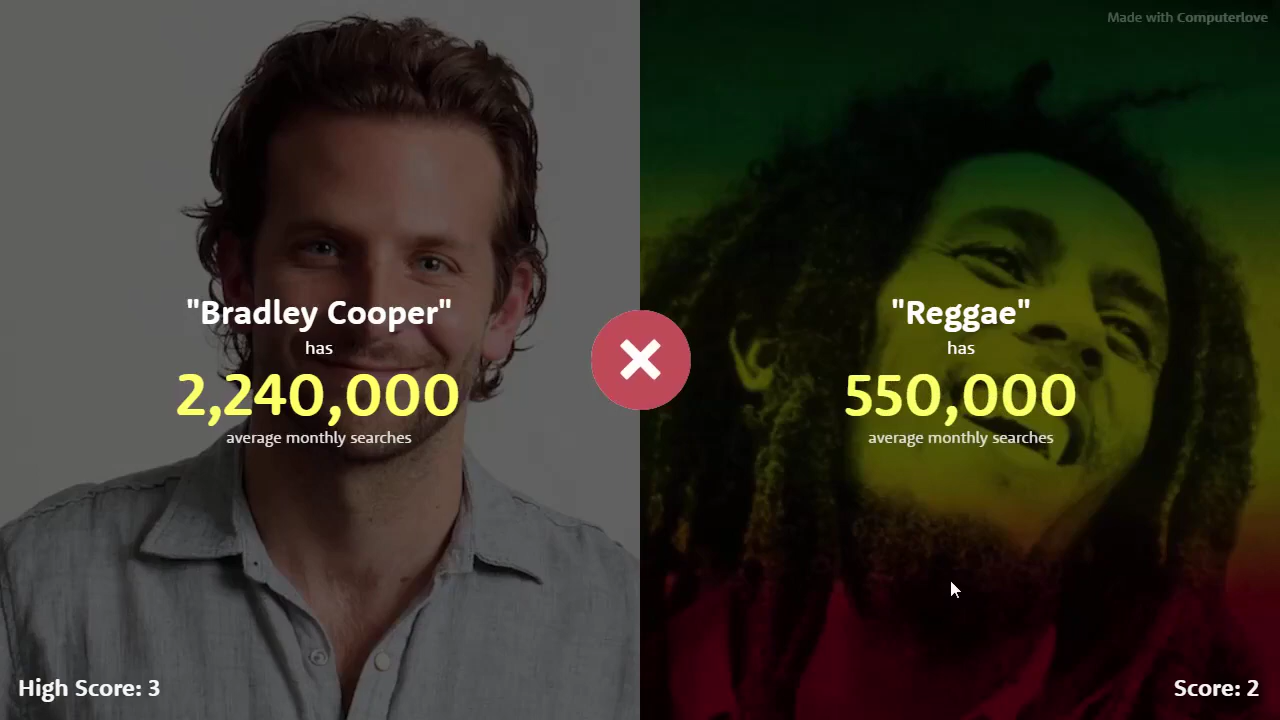 Made with Computerlove
"Bradley Cooper"
has
2,240,000
average monthly searches
"Reggae"
has
550,000
average monthly searches
High Score: 3
Score: 2